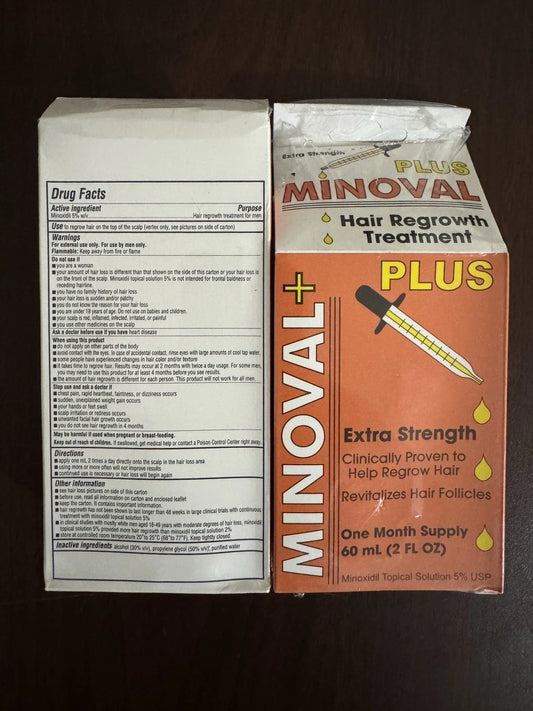 Drug Facts
Active ingredient Purpose
Minoxidil 5% w/v Hair regrowth treatment for men
Use to regrow hair on the top of the scalp (vertex only, see pictures on side of carton)
Warnings
For external use only. For use by men only.
Flammable: Keep away from fire or flame
Do not use if
■ you are a woman
■ your amount of hair loss is different than that shown on the side of this carton or your hair loss is
on the front of the scalp. Minoxidil topical solution 5% is not intended for frontal baldness or
receding hairline.
■ you have no family history of hair loss
■ your hair loss is sudden and/or patchy
■ you do not know the reason for your hair loss
■ you are under 18 years of age. Do not use on babies and children.
■ your scalp is red, inflamed, infected, irritated, or painful
■ you use other medicines on the scalp
Ask a doctor before use if you have heart disease
When using this product
■ do not apply on other parts of the body
■ avoid contact with the eyes. In case of accidental contact, rinse eyes with large amounts of cool tap water.
■ some people have experienced changes in hair color and/or texture
■ it takes time to regrow hair. Results may occur at 2 months with twice a day usage. For some men,
you may need to use this product for at least 4 months before you see results.
■ the amount of hair regrowth is different for each person. This product will not work for all men.
Stop use and ask a doctor if
■ chest pain, rapid heartbeat, faintness, or dizziness occurs
■ sudden, unexplained weight gain occurs
■ your hands or feet swell
■ scalp irritation or redness occurs
■ unwanted facial hair growth occurs
■ you do not see hair regrowth in 4 months
May be harmful if used when pregnant or breast-feeding.
Keep out of reach of children. If swallowed, get medical help or contact a Poison Control Center right away.
Directions
■ apply one mL 2 times a day directly onto the scalp in the hair loss area
■ using more or more often will not improve results
■ continued use is necessary or hair loss will begin again
Other information
■ see hair loss pictures on side of this carton
■ before use, read all information on carton and enclosed leaflet
■ keep the carton. It contains important information.
■ hair regrowth has not been shown to last longer than 48 weeks in large clinical trials with continuous
treatment with minoxidil topical solution 5%
■ in clinical studies with mostly white men aged 18-49 years with moderate degrees of hair loss, minoxidil
topical solution 5% provided more hair regrowth than minoxidil topical solution 2%
■ store at controlled room temperature 20°to 25°C (68°to 77°F). Keep tightly closed.
Inactive ingredients alcohol (30% v/v), propylene glycol (50% v/v)', purified water
Extra Strength
PLUS
MINOVAL
Hair Regrowth
Treatment
MINOVAL+
PLUS
Extra Strength
Clinically Proven to
Help Regrow Hair
Revitalizes Hair Follicles
One Month Supply
60 mL (2 FL OZ)
Minoxidil Topical Solution 5% USP